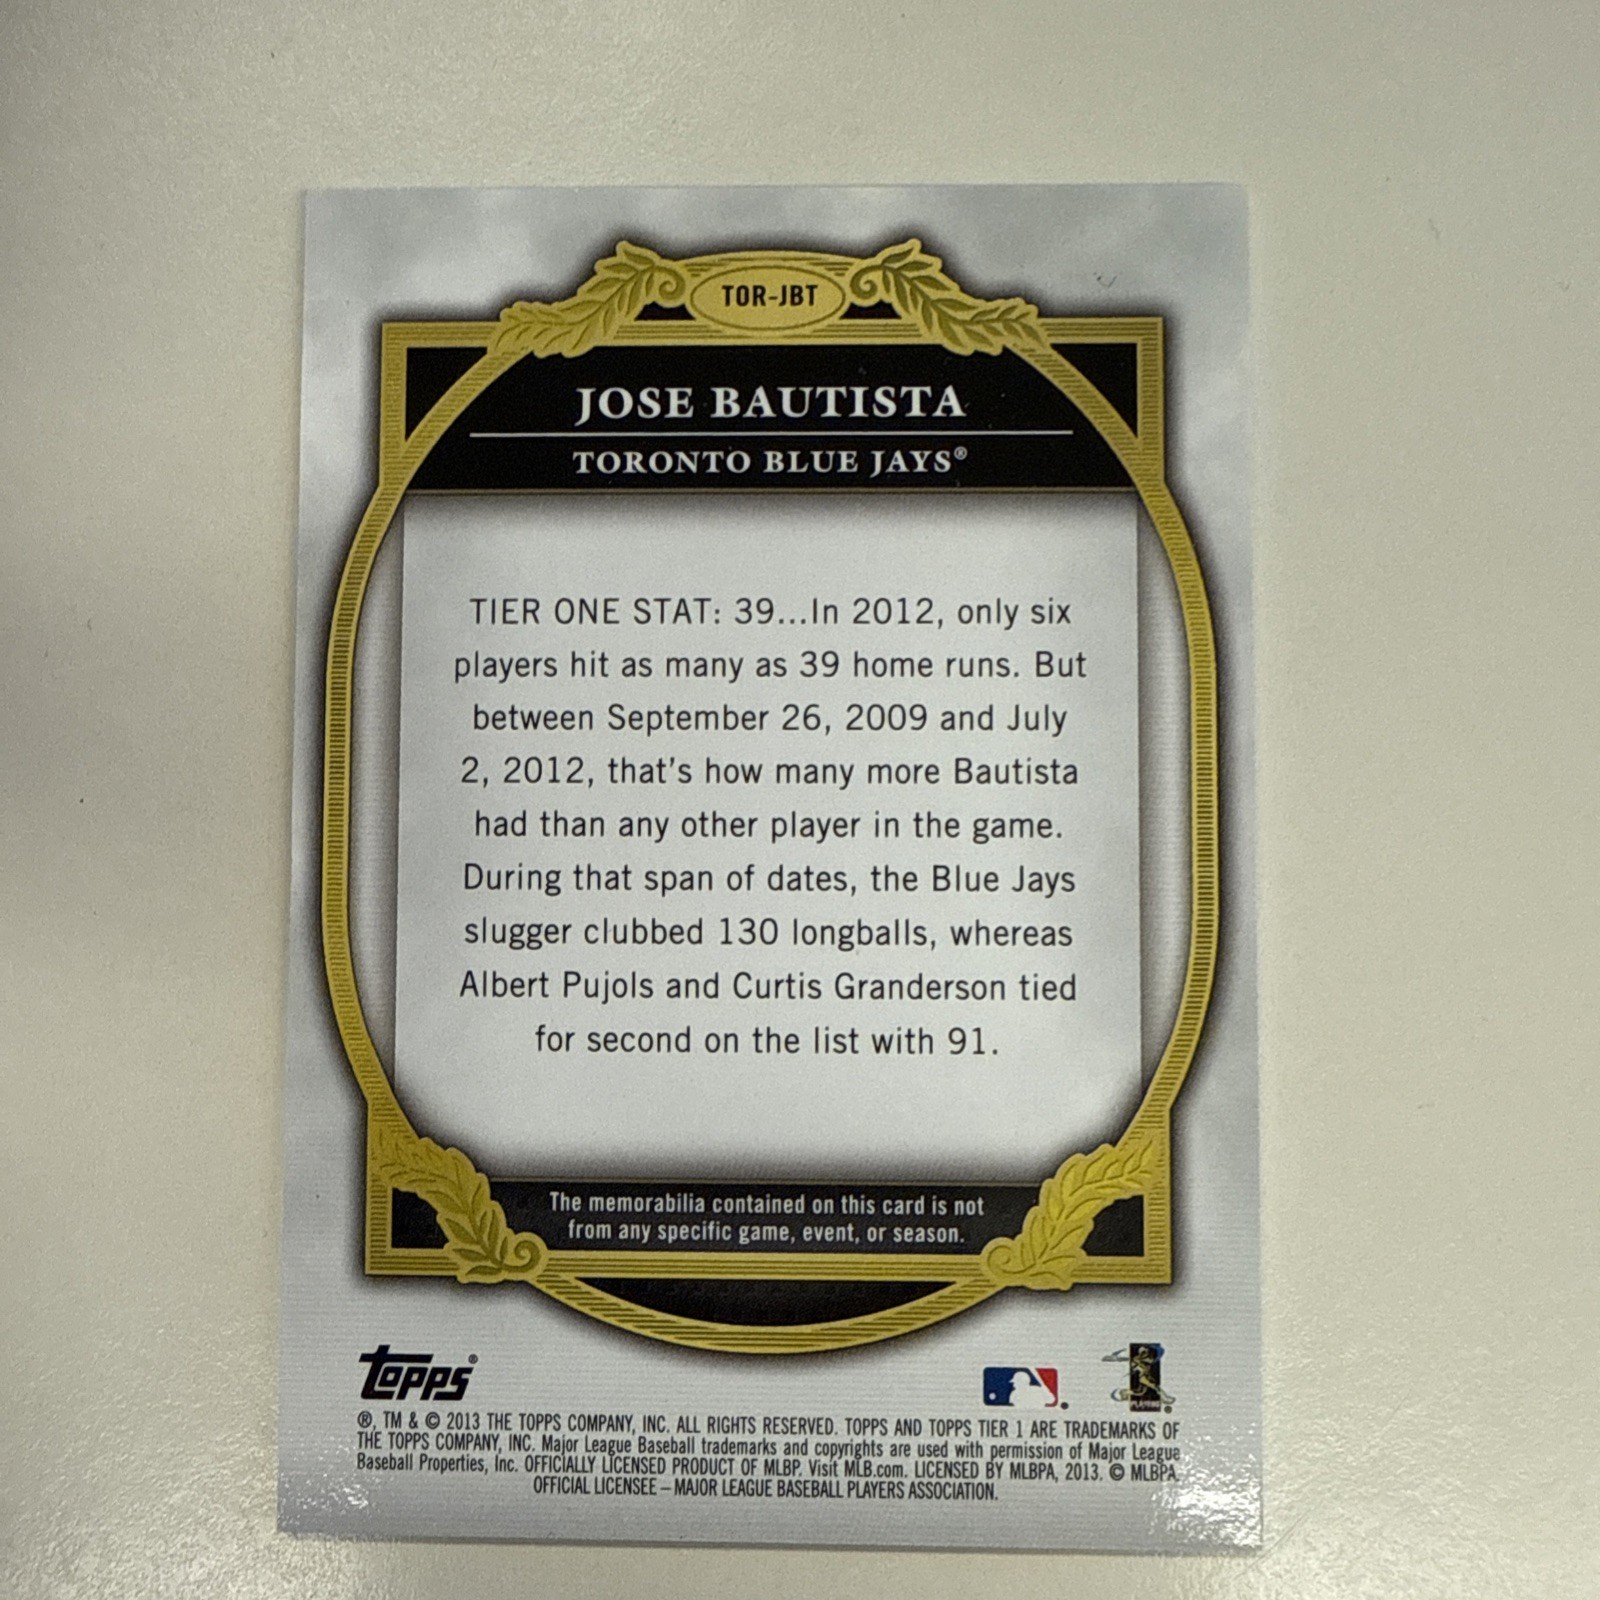 TOR-JBT
JOSE BAUTISTA
TORONTO BLUE JAYS®
TIER ONE STAT: 39...In 2012, only six
players hit as many as 39 home runs. But
between September 26, 2009 and July
2, 2012, that's how many more Bautista
had than any other player in the game.
During that span of dates, the Blue Jays
slugger clubbed 130 longballs, whereas
Albert Pujols and Curtis Granderson tied
for second on the list with 91.
The memorabilia contained on this card is not
from any specific game, event, or season.
topps®
®, TM & © 2013 THE TOPPS COMPANY, INC. ALL RIGHTS RESERVED. TOPPS AND TOPPS TIER 1 ARE TRADEMARKS OF
THE TOPPS COMPANY, INC. Major League Baseball trademarks and copyrights are used with permission of Major League
Baseball Properties, Inc. OFFICIALLY LICENSED PRODUCT OF MLBP. Visit MLB.com. LICENSED BY MLBPA, 2013. © MLBPA.
OFFICIAL LICENSEE – MAJOR LEAGUE BASEBALL PLAYERS ASSOCIATION.